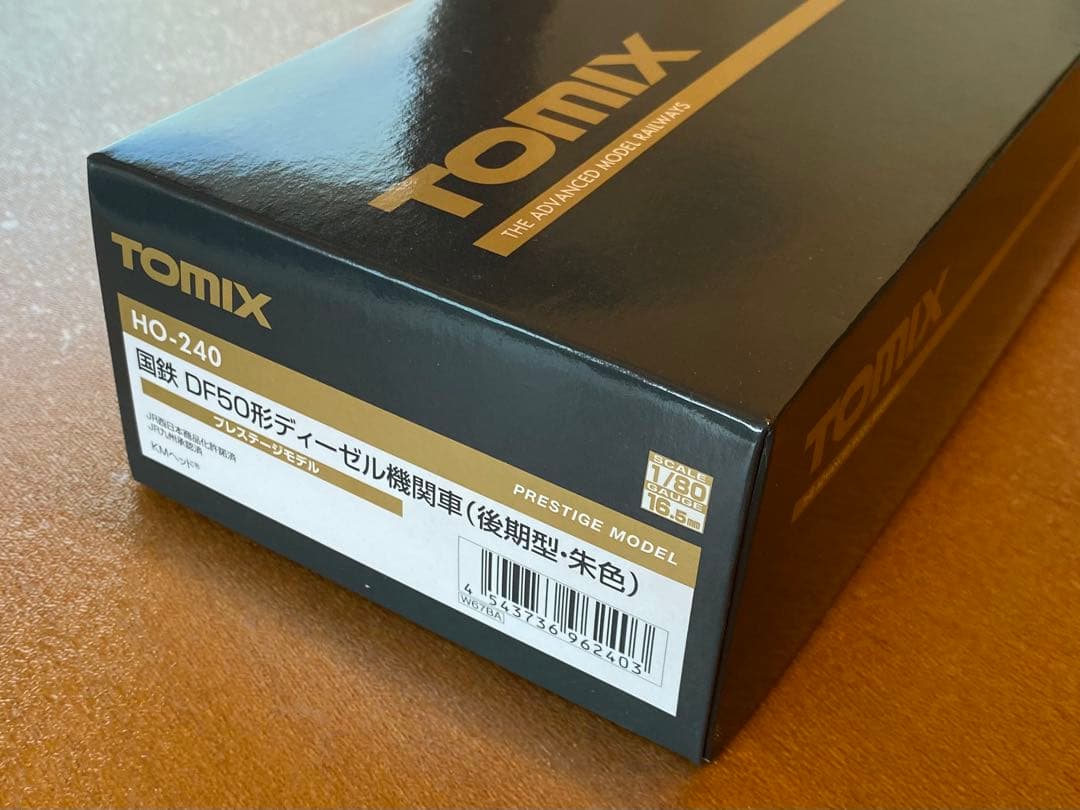 TOMIX
THE ADVANCED MODEL RAILWAYS
TOMIX
HO-240
国鉄 DF50形ディーゼル機関車(後期型・朱色)
プレステージモデル
PRESTIGE MODEL
JR西日本商品化許諾済
JR九州承認済
KMヘッド®
SCALE
1/80
GAUGE
16.5mm
4 543736 962403
W67BA
TOMIX